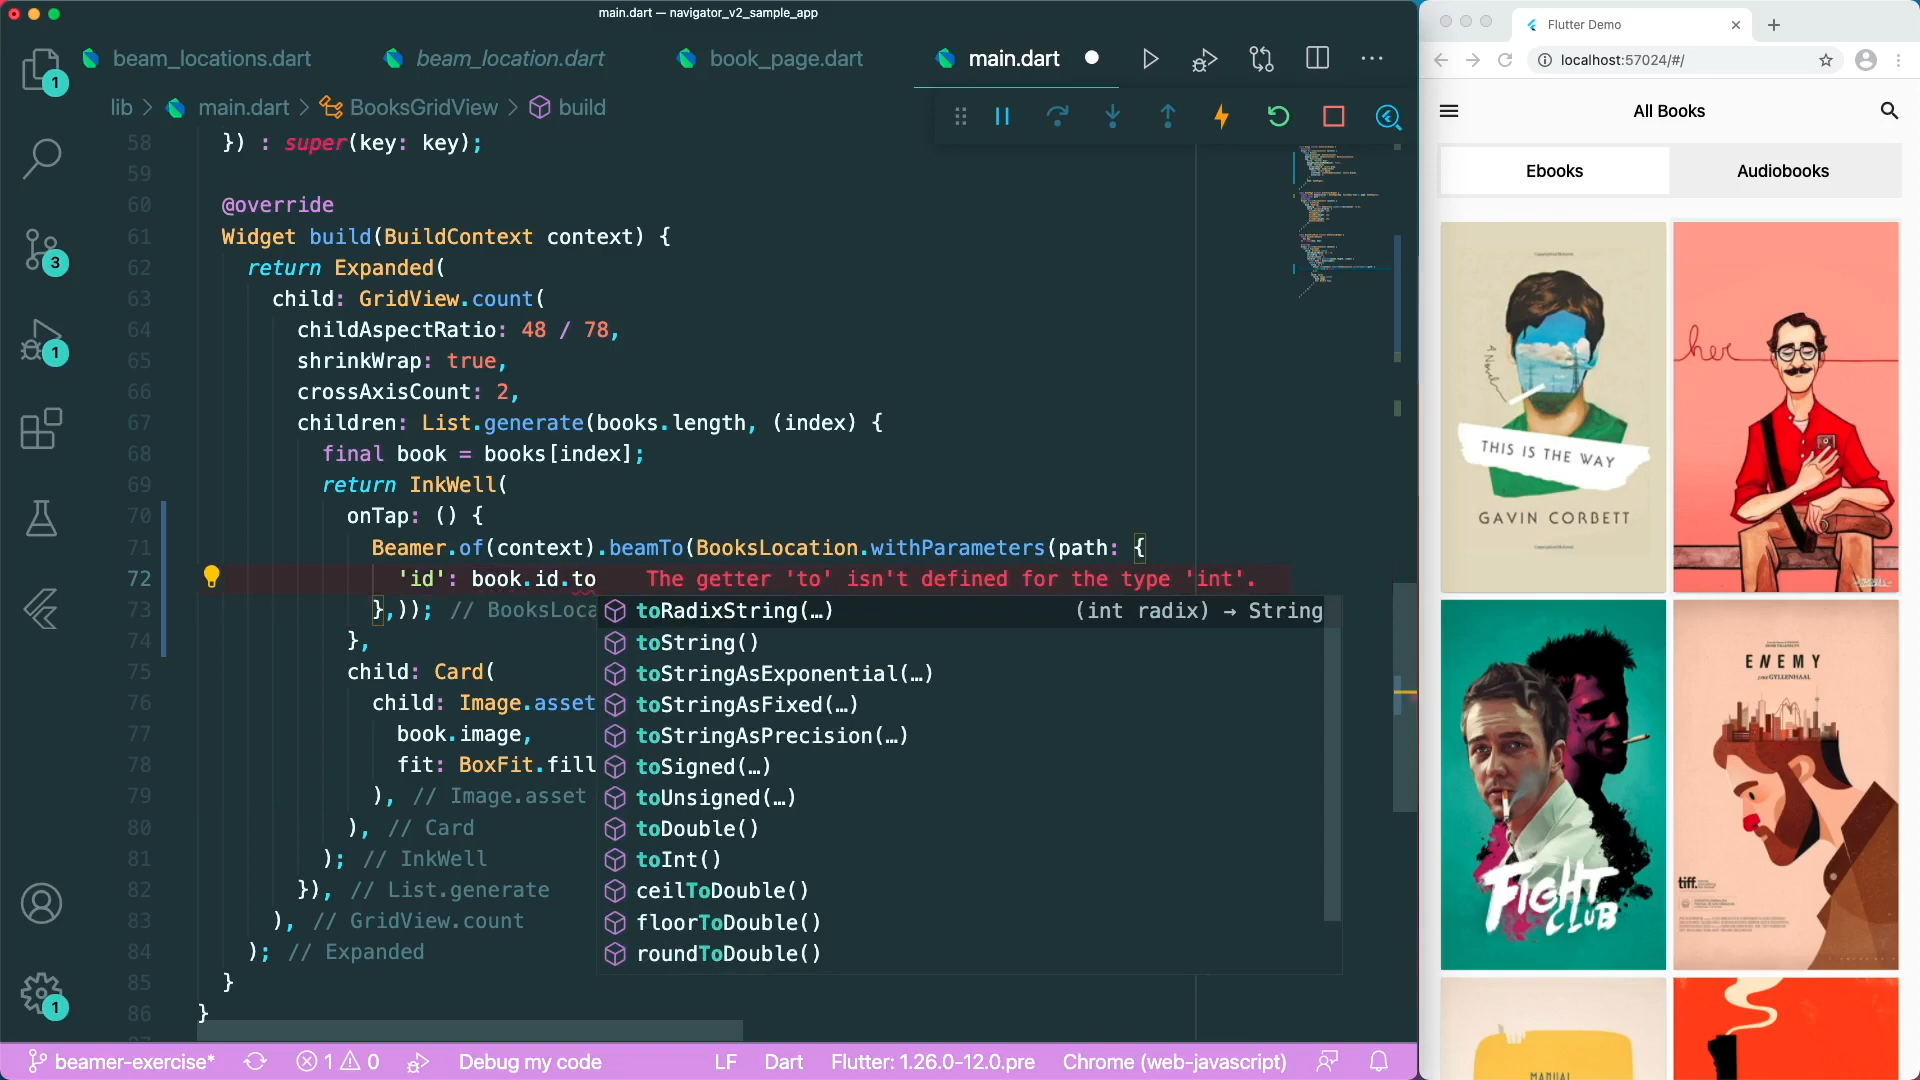 main.dart — navigator_v2_sample_app
beam_locations.dart
beam_location.dart
book_page.dart
main.dart
lib > main.dart > BooksGridView > build
58 }) : super(key: key);
59
60 @override
61 Widget build(BuildContext context) {
62 return Expanded(
63 child: GridView.count(
64 childAspectRatio: 48 / 78,
65 shrinkWrap: true,
66 crossAxisCount: 2,
67 children: List.generate(books.length, (index) {
68 final book = books[index];
69 return InkWell(
70 onTap: () {
71 Beamer.of(context).beamTo(BooksLocation.withParameters(path: {
72 'id': book.id.to The getter 'to' isn't defined for the type 'int'.
73 },)); // BooksLoca
74 },
75 child: Card(
76 child: Image.asset
77 book.image,
78 fit: BoxFit.fill
79 ), // Image.asset
80 ), // Card
81 ); // InkWell
82 }), // List.generate
83 ), // GridView.count
84 ); // Expanded
85 }
86 }
toRadixString(…) (int radix) → String
toString()
toStringAsExponential(…)
toStringAsFixed(…)
toStringAsPrecision(…)
toSigned(…)
toUnsigned(…)
toDouble()
toInt()
ceilToDouble()
floorToDouble()
roundToDouble()
1
3
1
1
beamer-exercise* 1 0 Debug my code LF Dart Flutter: 1.26.0-12.0.pre Chrome (web-javascript)
Flutter Demo
localhost:57024/#/
All Books
Ebooks
Audiobooks
A Novel
THIS IS THE WAY
GAVIN CORBETT
her
FIGHT
CLUB
ENEMY
GYLLENHAAL
tiff.
MANUAL